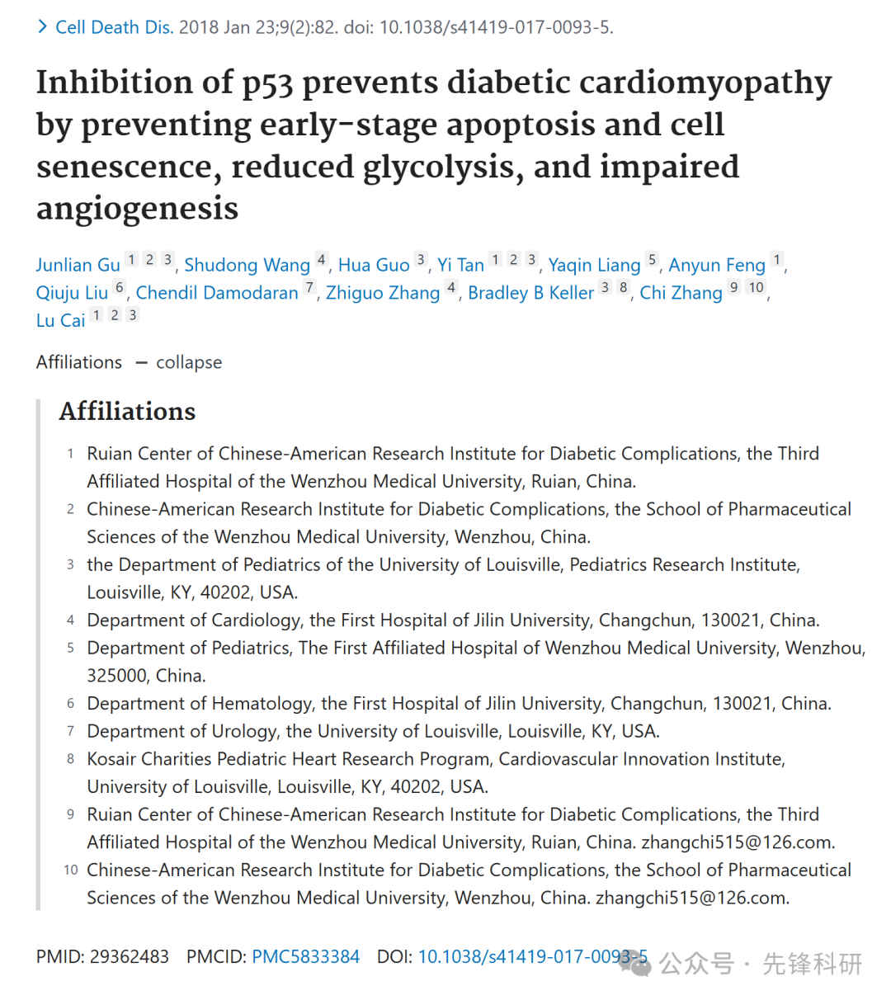 > Cell Death Dis. 2018 Jan 23;9(2):82. doi: 10.1038/s41419-017-0093-5.
Inhibition of p53 prevents diabetic cardiomyopathy
by preventing early-stage apoptosis and cell
senescence, reduced glycolysis, and impaired
angiogenesis
Junlian Gu 1 2 3, Shudong Wang 4, Hua Guo 3, Yi Tan 1 2 3, Yaqin Liang 5, Anyun Feng 1,
Qiuju Liu 6, Chendil Damodaran 7, Zhiguo Zhang 4, Bradley B Keller 3 8, Chi Zhang 9 10,
Lu Cai 1 2 3
Affiliations — collapse
Affiliations
1 Ruian Center of Chinese-American Research Institute for Diabetic Complications, the Third
Affiliated Hospital of the Wenzhou Medical University, Ruian, China.
2 Chinese-American Research Institute for Diabetic Complications, the School of Pharmaceutical
Sciences of the Wenzhou Medical University, Wenzhou, China.
3 the Department of Pediatrics of the University of Louisville, Pediatrics Research Institute,
Louisville, KY, 40202, USA.
4 Department of Cardiology, the First Hospital of Jilin University, Changchun, 130021, China.
5 Department of Pediatrics, The First Affiliated Hospital of Wenzhou Medical University, Wenzhou,
325000, China.
6 Department of Hematology, the First Hospital of Jilin University, Changchun, 130021, China.
7 Department of Urology, the University of Louisville, Louisville, KY, USA.
8 Kosair Charities Pediatric Heart Research Program, Cardiovascular Innovation Institute,
University of Louisville, Louisville, KY, 40202, USA.
9 Ruian Center of Chinese-American Research Institute for Diabetic Complications, the Third
Affiliated Hospital of the Wenzhou Medical University, Ruian, China. zhangchi515@126.com.
10 Chinese-American Research Institute for Diabetic Complications, the School of Pharmaceutical
Sciences of the Wenzhou Medical University, Wenzhou, China. zhangchi515@126.com.
PMID: 29362483 PMCID: PMC5833384 DOI: 10.1038/s41419-017-0093-5
公众号 · 先锋科研